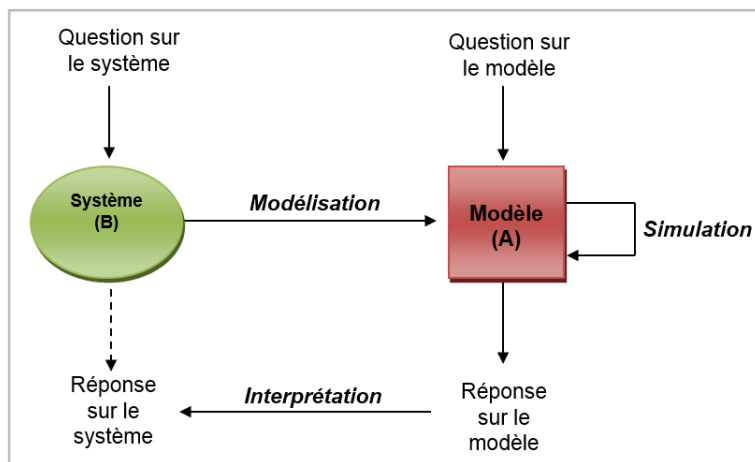 Question sur
le système
Question sur
le modèle
Système
(B)
Modélisation
Modèle
(A)
Simulation
Réponse
sur le
système
Interprétation
Réponse
sur le
modèle